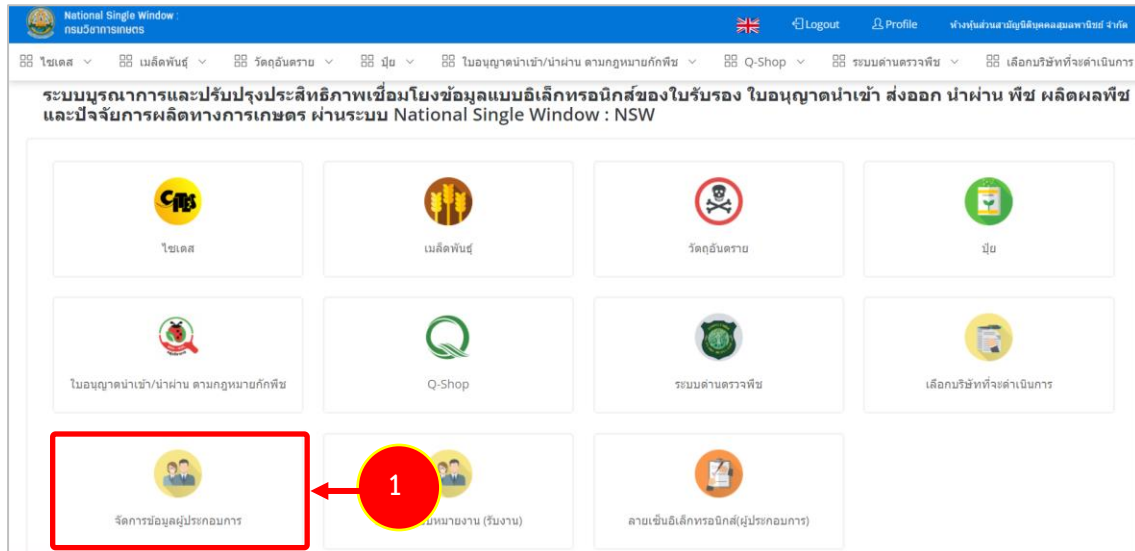 National Single Window :
กรมวิชาการเกษตร
Logout
Profile
ห้างหุ้นส่วนสามัญนิติบุคคลสุมลพานิชย์ จำกัด
ไซเตส
เมล็ดพันธุ์
วัตถุอันตราย
ปุ๋ย
ใบอนุญาตนำเข้า/นำผ่าน ตามกฎหมายกักพืช
Q-Shop
ระบบด่านตรวจพืช
เลือกบริษัทที่จะดำเนินการ
ระบบบูรณาการและปรับปรุงประสิทธิภาพเชื่อมโยงข้อมูลแบบอิเล็กทรอนิกส์ของใบรับรอง ใบอนุญาตนำเข้า ส่งออก นำผ่าน พืช ผลิตผลพืช
และปัจจัยการผลิตทางการเกษตร ผ่านระบบ National Single Window : NSW
CITES
ไซเตส
เมล็ดพันธุ์
วัตถุอันตราย
ปุ๋ย
ใบอนุญาตนำเข้า/นำผ่าน ตามกฎหมายกักพืช
Q-Shop
ระบบด่านตรวจพืช
เลือกบริษัทที่จะดำเนินการ
1
จัดการข้อมูลผู้ประกอบการ
(รับงาน)
ลายเซ็นอิเล็กทรอนิกส์(ผู้ประกอบการ)